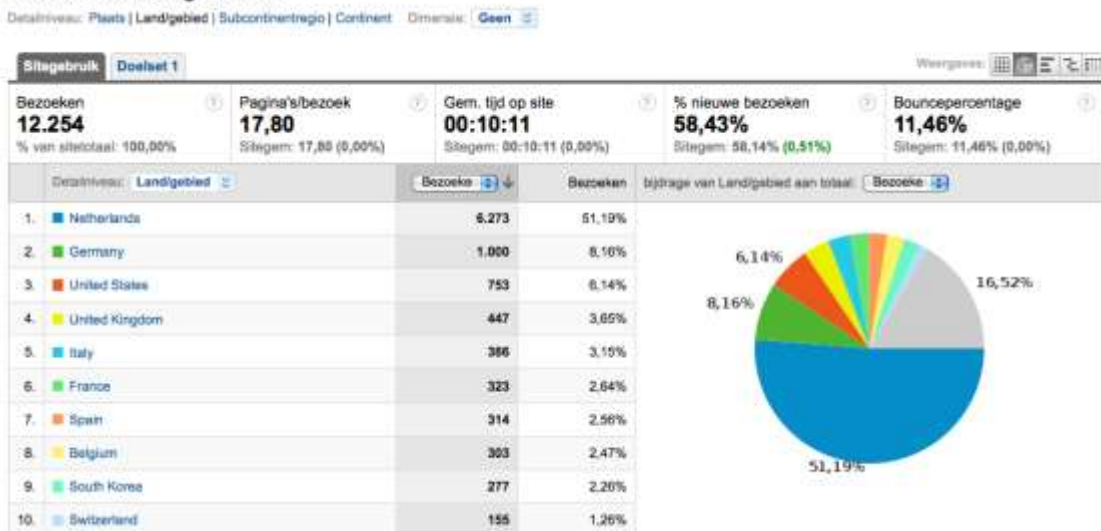 Detailniveau: Plaats | Land/gebied | Subcontinentregio | Continent Dimensie: Geen
Sitegebruik Doelset 1 Weergaves:
Bezoeken Pagina's/bezoek Gem. tijd op site % nieuwe bezoeken Bouncepercentage
12.254 17,80 00:10:11 58,43% 11,46%
% van sitetotaal: 100,00% Sitegem: 17,80 (0,00%) Sitegem: 00:10:11 (0,00%) Sitegem: 58,14% (0,51%) Sitegem: 11,46% (0,00%)
Detailniveau: Land/gebied Bezoeke Bezoeken bijdrage van Land/gebied aan totaal: Bezoeke
1. Netherlands 6.273 51,19%
2. Germany 1.000 8,16%
3. United States 753 6,14%
4. United Kingdom 447 3,65%
5. Italy 386 3,15%
6. France 323 2,64%
7. Spain 314 2,56%
8. Belgium 303 2,47%
9. South Korea 277 2,26%
10. Switzerland 155 1,26%
6,14%
16,52%
8,16%
51,19%